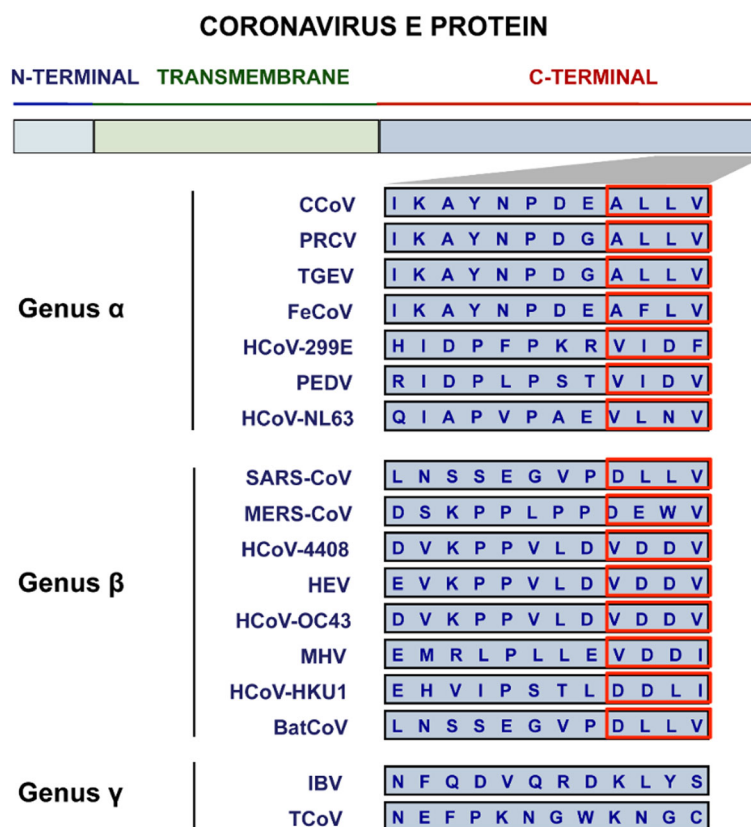 CORONAVIRUS E PROTEIN
N-TERMINAL TRANSMEMBRANE C-TERMINAL
Genus α
CCoV I K A Y N P D E A L L V
PRCV I K A Y N P D G A L L V
TGEV I K A Y N P D G A L L V
FeCoV I K A Y N P D E A F L V
HCoV-299E H I D P F P K R V I D F
PEDV R I D P L P S T V I D V
HCoV-NL63 Q I A P V P A E V L N V
Genus β
SARS-CoV L N S S E G V P D L L V
MERS-CoV D S K P P L P P D E W V
HCoV-4408 D V K P P V L D V D D V
HEV E V K P P V L D V D D V
HCoV-OC43 D V K P P V L D V D D V
MHV E M R L P L L E V D D I
HCoV-HKU1 E H V I P S T L D D L I
BatCoV L N S S E G V P D L L V
Genus γ
IBV N F Q D V Q R D K L Y S
TCoV N E F P K N G W K N G C